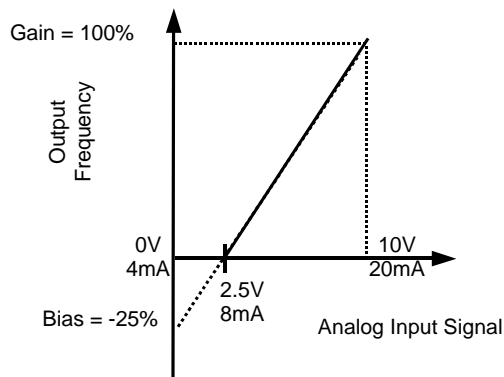 Gain = 100%
Output
Frequency
0V
4mA
10V
20mA
2.5V
8mA
Bias = -25%
Analog Input Signal